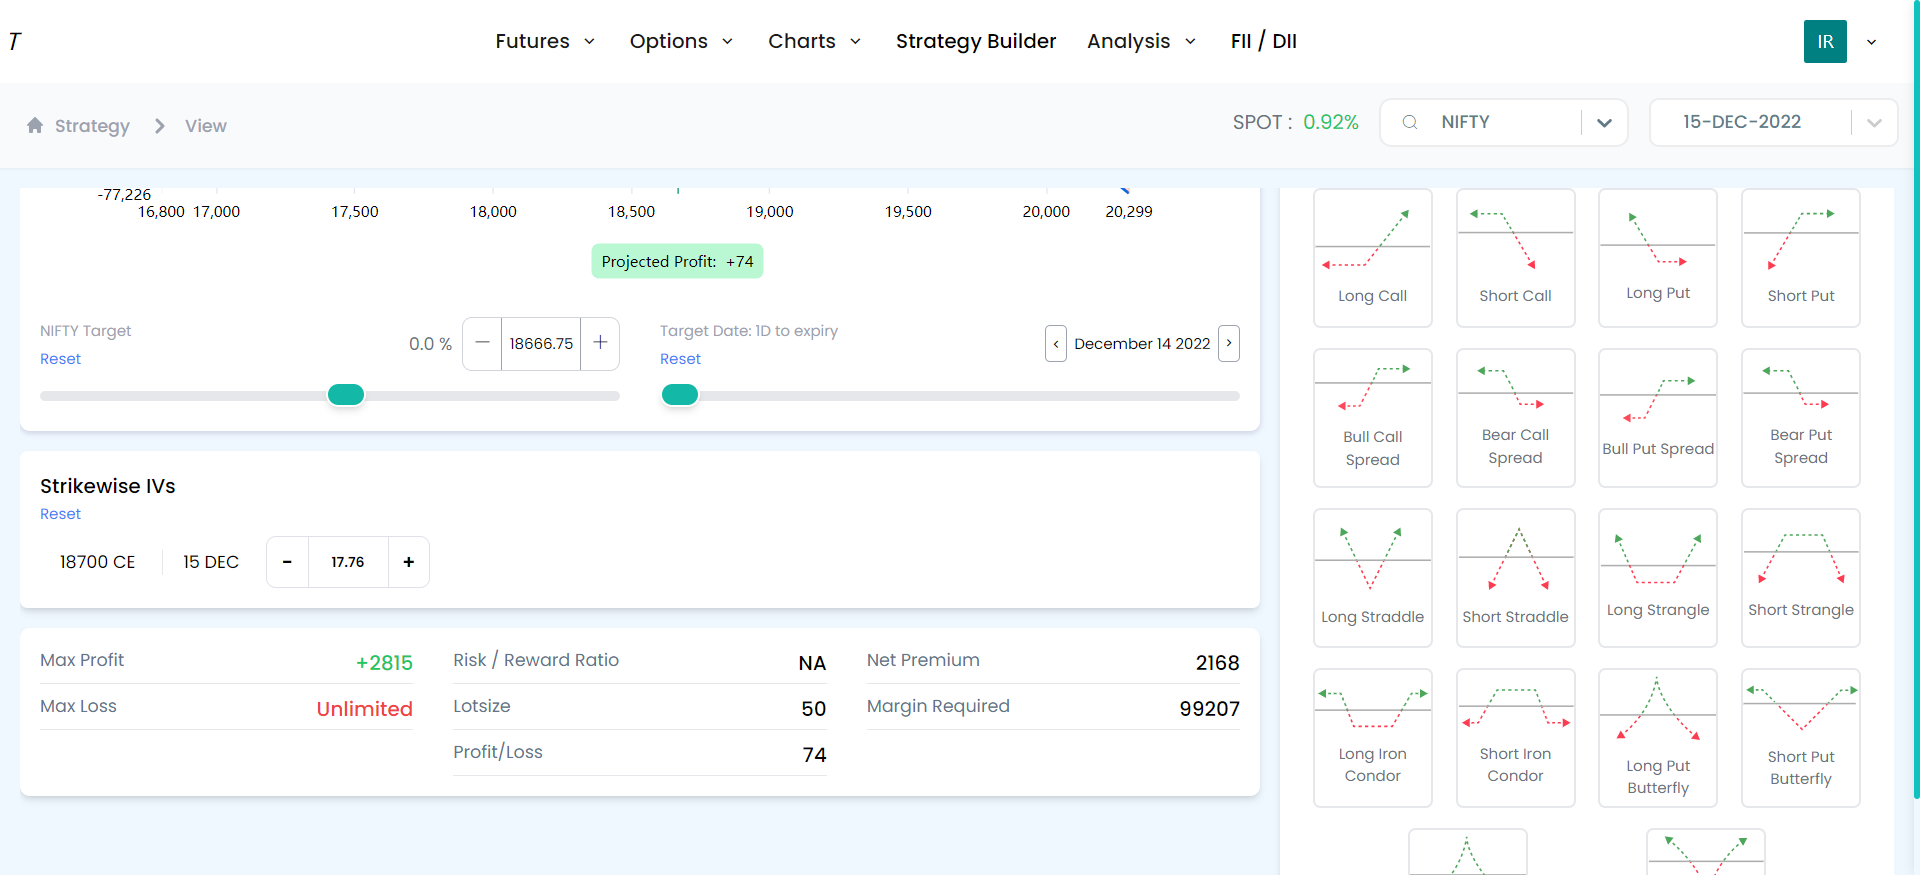 T
Futures
Options
Charts
Strategy Builder
Analysis
FII / DII
IR
Strategy
View
SPOT : 0.92%
NIFTY
15-DEC-2022
-77,226
16,800 17,000 17,500 18,000 18,500 19,000 19,500 20,000 20,299
Projected Profit: +74
NIFTY Target
Reset
0.0 %
18666.75
Target Date: 1D to expiry
Reset
December 14 2022
Strikewise IVs
Reset
18700 CE
15 DEC
- 17.76 +
Max Profit +2815
Risk / Reward Ratio NA
Net Premium 2168
Max Loss Unlimited
Lotsize 50
Margin Required 99207
Profit/Loss 74
Long Call
Short Call
Long Put
Short Put
Bull Call
Spread
Bear Call
Spread
Bull Put Spread
Bear Put
Spread
Long Straddle
Short Straddle
Long Strangle
Short Strangle
Long Iron
Condor
Short Iron
Condor
Long Put
Butterfly
Short Put
Butterfly